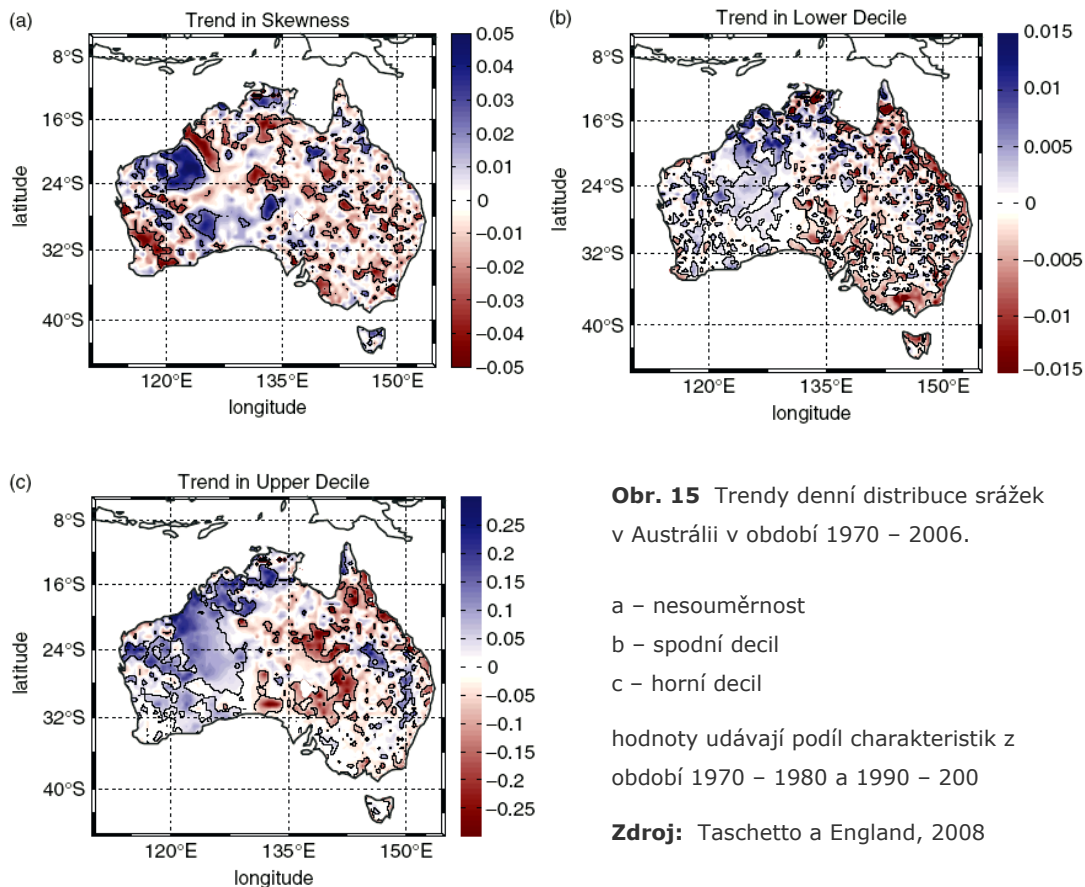 (a)
Trend in Skewness
8°S
16°S
24°S
32°S
40°S
latitude
120°E 135°E 150°E
longitude
0.05
0.04
0.03
0.02
0.01
0
−0.01
−0.02
−0.03
−0.04
−0.05
(b)
Trend in Lower Decile
8°S
16°S
24°S
32°S
40°S
latitude
120°E 135°E 150°E
longitude
0.015
0.01
0.005
0
−0.005
−0.01
−0.015
(c)
Trend in Upper Decile
8°S
16°S
24°S
32°S
40°S
latitude
120°E 135°E 150°E
longitude
0.25
0.2
0.15
0.1
0.05
0
−0.05
−0.1
−0.15
−0.2
−0.25
Obr. 15 Trendy denní distribuce srážek
v Austrálii v období 1970 – 2006.
a – nesouměrnost
b – spodní decil
c – horní decil
hodnoty udávají podíl charakteristik z
období 1970 – 1980 a 1990 – 200
Zdroj: Taschetto a England, 2008